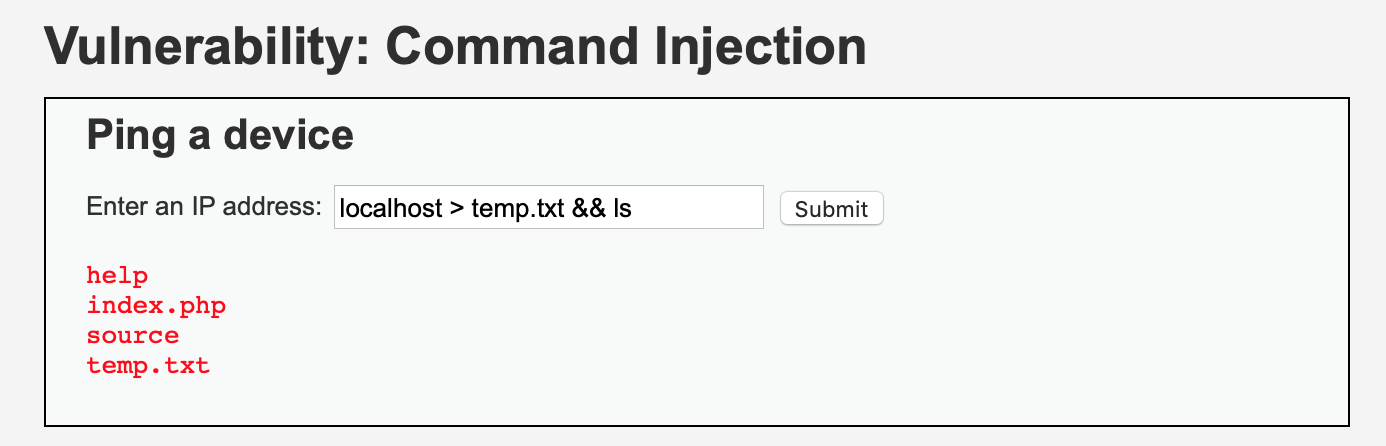 Vulnerability: Command Injection
Ping a device
Enter an IP address: localhost > temp.txt && ls Submit
help
index.php
source
temp.txt